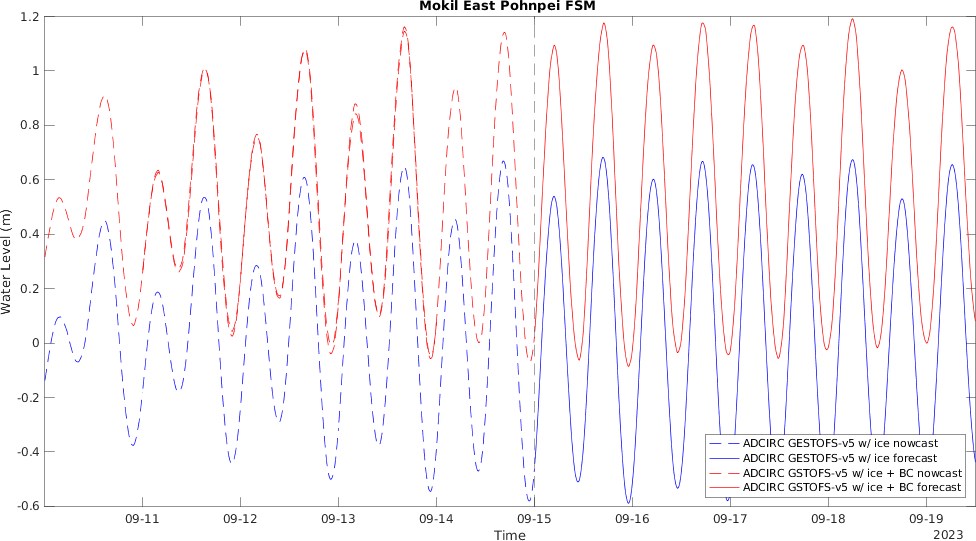 Mokil East Pohnpei FSM
1.2
1
0.8
0.6
0.4
0.2
0
-0.2
-0.4
-0.6
Water Level (m)
ADCIRC GESTOFS-v5 w/ ice nowcast
ADCIRC GESTOFS-v5 w/ ice forecast
ADCIRC GSTOFS-v5 w/ ice + BC nowcast
ADCIRC GSTOFS-v5 w/ ice + BC forecast
09-11 09-12 09-13 09-14 09-15 09-16 09-17 09-18 09-19
Time
2023